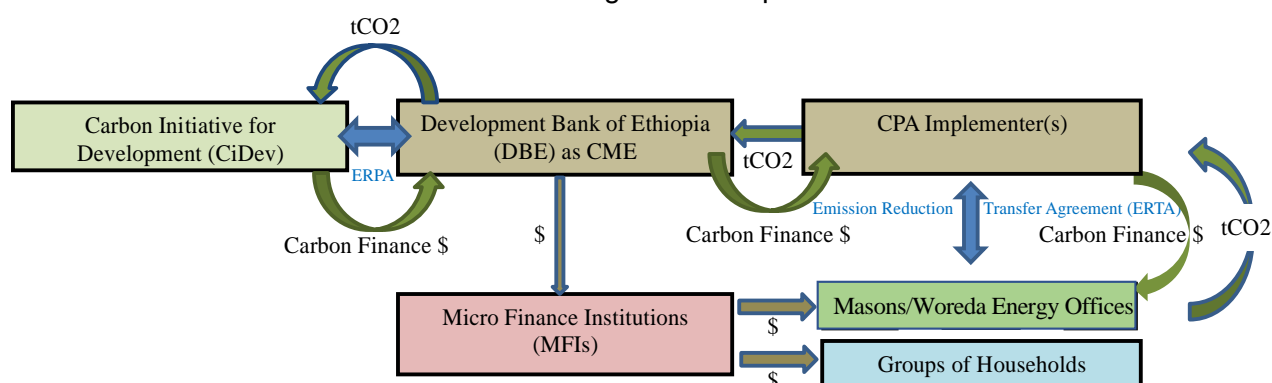 tCO2
Carbon Initiative for
Development (CiDev)
ERPA
Carbon Finance $
Development Bank of Ethiopia
(DBE) as CME
tCO2
Carbon Finance $
CPA Implementer(s)
Emission Reduction
Transfer Agreement (ERTA)
Carbon Finance $
tCO2
$
Micro Finance Institutions
(MFIs)
$
$
Masons/Woreda Energy Offices
Groups of Households